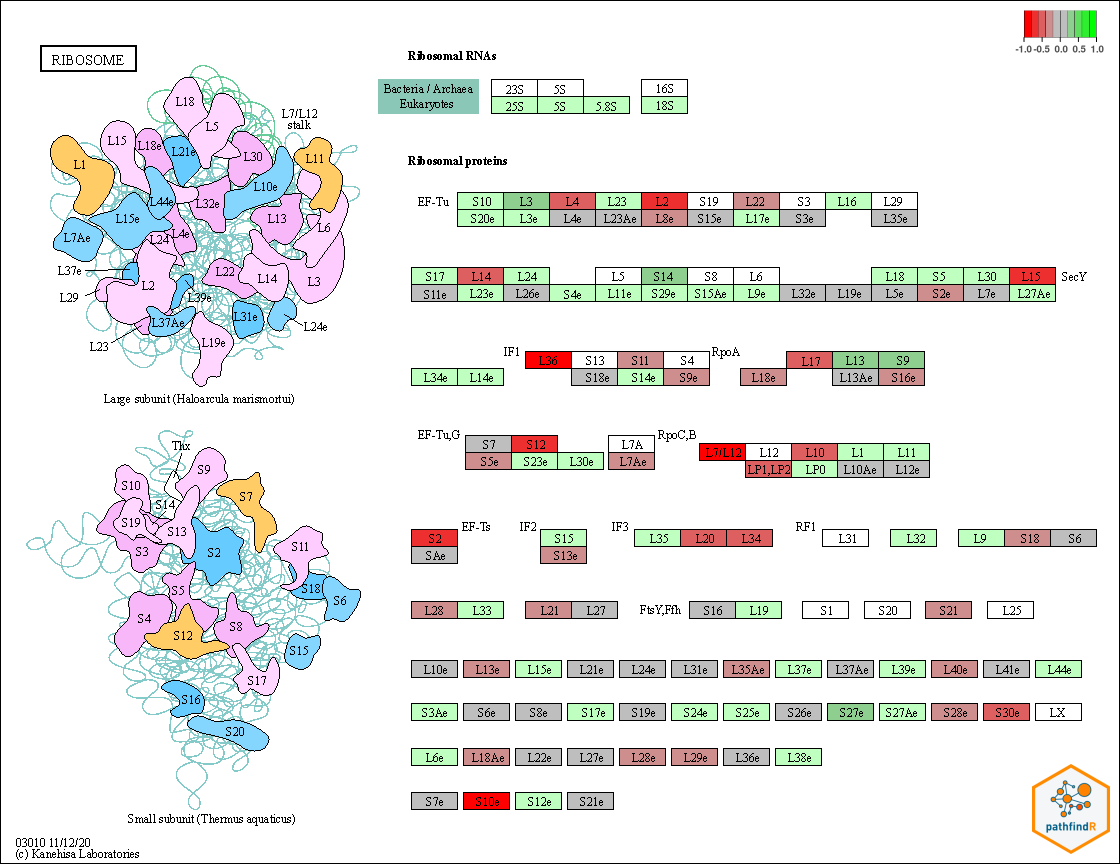 RIBOSOME
Ribosomal RNAs
-1.0 -0.5 0.0 0.5 1.0
Bacteria / Archaea 23S 5S 16S
Eukaryotes 25S 5S 5.8S 18S
Ribosomal proteins
EF-Tu S10 L3 L4 L23 L2 S19 L22 S3 L16 L29
S20e L3e L4e L23Ae L8e S15e L17e S3e L35e
S17 L14 L24 L5 S14 S8 L6 L18 S5 L30 L15 SecY
S11e L23e L26e S4e L11e S29e S15Ae L9e L32e L19e L5e S2e L7e L27Ae
IF1 L36 S13 S11 S4 RpoA L17 L13 S9
L34e L14e S18e S14e S9e L18e L13Ae S16e
EF-Tu,G S7 S12 L7A RpoC,B L7/L12 L12 L10 L1 L11
S5e S23e L30e L7Ae LP1,LP2 LP0 L10Ae L12e
S2 EF-Ts IF2 S15 IF3 L35 L20 L34 RF1 L31 L32 L9 S18 S6
SAe S13e
L28 L33 L21 L27 FtsY,Ffh S16 L19 S1 S20 S21 L25
L10e L13e L15e L21e L24e L31e L35Ae L37e L37Ae L39e L40e L41e L44e
S3Ae S6e S8e S17e S19e S24e S25e S26e S27e S27Ae S28e S30e LX
L6e L18Ae L22e L27e L28e L29e L36e L38e
S7e S10e S12e S21e
L18
L5
L7/L12
stalk
L15
L18e
L21e
L30
L11
L1
L10e
L44e
L32e
L15e
L13
L6
L7Ae
L24
L4e
L37e
L22
L14
L3
L2
L29
L39e
L37Ae
L31e
L24e
L23
L19e
Large subunit (Haloarcula marismortui)
Thx
S9
S10
S7
S14
S19
S13
S3
S2
S11
S5
S18
S6
S4
S12
S8
S15
S17
S16
S20
Small subunit (Thermus aquaticus)
03010 11/12/20
(c) Kanehisa Laboratories
pathfindR